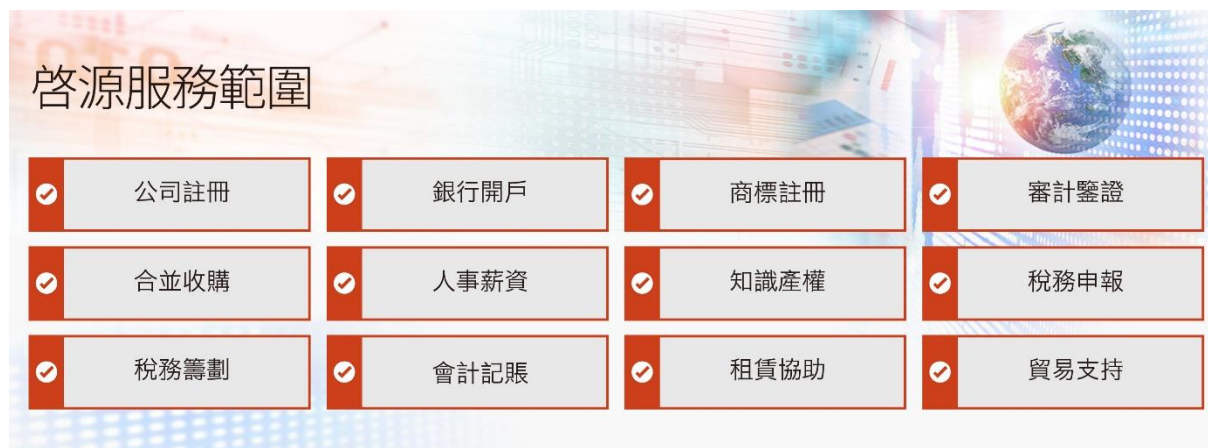 啓源服務範圍
公司註冊
銀行開戶
商標註冊
審計鑒證
合並收購
人事薪資
知識產權
稅務申報
稅務籌劃
會計記賬
租賃協助
貿易支持